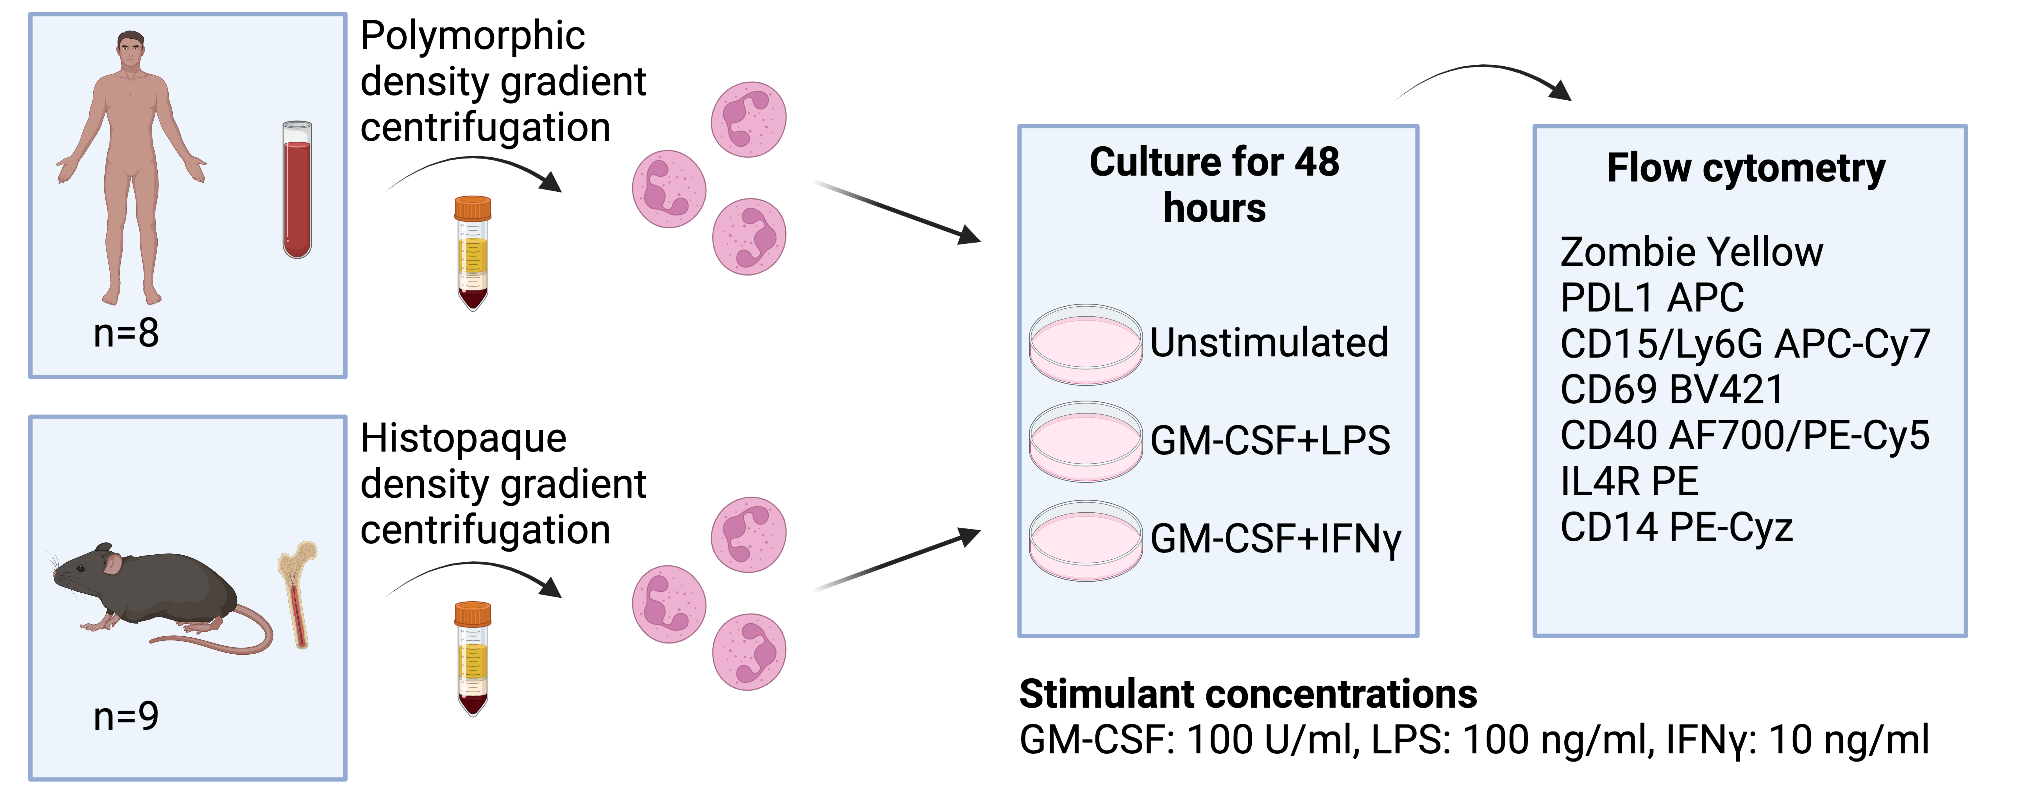 Polymorphic
density gradient
centrifugation
n=8
Histopaque
density gradient
centrifugation
n=9
Culture for 48
hours
Unstimulated
GM-CSF+LPS
GM-CSF+IFNγ
Flow cytometry
Zombie Yellow
PDL1 APC
CD15/Ly6G APC-Cy7
CD69 BV421
CD40 AF700/PE-Cy5
IL4R PE
CD14 PE-Cyz
Stimulant concentrations
GM-CSF: 100 U/ml, LPS: 100 ng/ml, IFNγ: 10 ng/ml